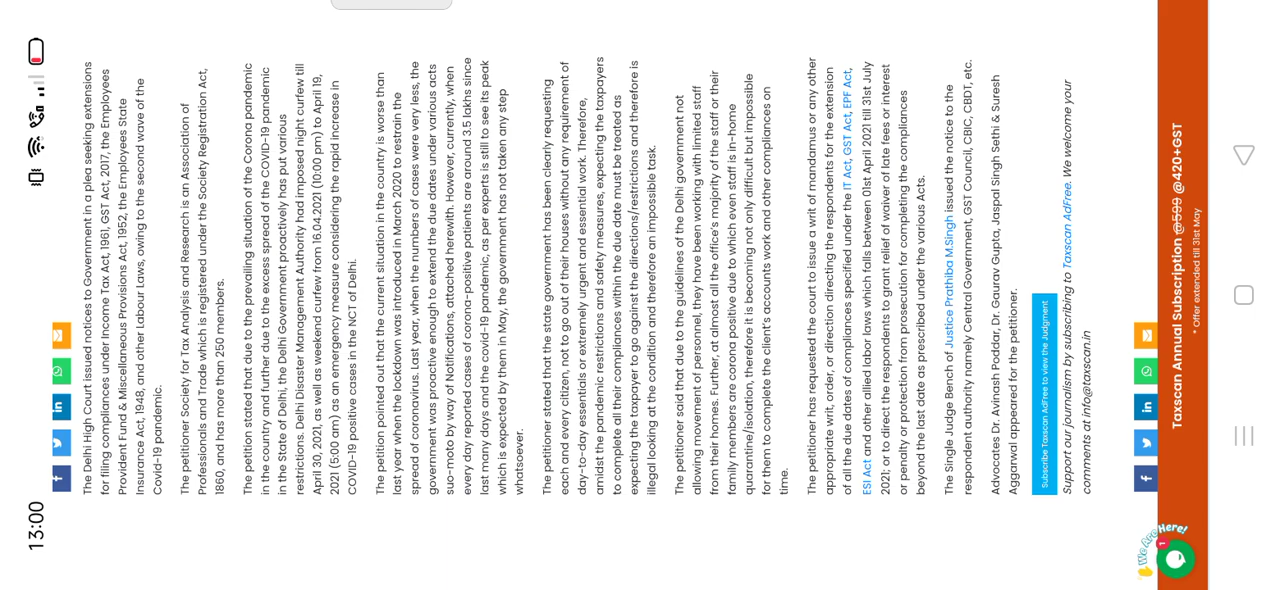 13:00
The Delhi High Court issued notices to Government in a plea seeking extensions
for filing compliances under Income Tax Act, 1961, GST Act, 2017, the Employees
Provident Fund & Miscellaneous Provisions Act, 1952, the Employees State
Insurance Act, 1948, and other Labour Laws, owing to the second wave of the
Covid-19 pandemic.
The petitioner Society for Tax Analysis and Research is an Association of
Professionals and Trade which is registered under the Society Registration Act,
1860, and has more than 250 members.
The petition stated that due to the prevailing situation of the Corona pandemic
in the country and further due to the excess spread of the COVID-19 pandemic
in the State of Delhi, the Delhi Government proactively has put various
restrictions. Delhi Disaster Management Authority had imposed night curfew till
April 30, 2021, as well as weekend curfew from 16.04.2021 (10:00 pm) to April 19,
2021 (5:00 am) as an emergency measure considering the rapid increase in
COVID-19 positive cases in the NCT of Delhi.
The petition pointed out that the current situation in the country is worse than
last year when the lockdown was introduced in March 2020 to restrain the
spread of coronavirus. Last year, when the numbers of cases were very less, the
government was proactive enough to extend the due dates under various acts
suo-moto by way of Notifications, attached herewith. However, currently, when
every day reported cases of corona-positive patients are around 3.5 lakhs since
last many days and the covid-19 pandemic, as per experts is still to see its peak
which is expected by them in May, the government has not taken any step
whatsoever.
The petitioner stated that the state government has been clearly requesting
each and every citizen, not to go out of their houses without any requirement of
day-to-day essentials or extremely urgent and essential work. Therefore,
amidst the pandemic restrictions and safety measures, expecting the taxpayers
to complete all their compliances within the due date must be treated as
expecting the taxpayer to go against the directions/restrictions and therefore is
illegal looking at the condition and therefore an impossible task.
The petitioner said that due to the guidelines of the Delhi government not
allowing movement of personnel, they have been working with limited staff
from their homes. Further, at almost all the office's majority of the staff or their
family members are corona positive due to which even staff is in-home
quarantine/isolation, therefore it is becoming not only difficult but impossible
for them to complete the client's accounts work and other compliances on
time.
The petitioner has requested the court to issue a writ of mandamus or any other
appropriate writ, order, or direction directing the respondents for the extension
of all the due dates of compliances specified under the IT Act, GST Act, EPF Act,
ESI Act and other allied labor laws which falls between 01st April 2021 till 31st July
2021; or to direct the respondents to grant relief of waiver of late fees or interest
or penalty or protection from prosecution for completing the compliances
beyond the last date as prescribed under the various Acts.
The Single Judge Bench of Justice Prathiba M.Singh issued the notice to the
respondent authority namely Central Government, GST Council, CBIC, CBDT, etc.
Advocates Dr. Avinash Poddar, Dr. Gaurav Gupta, Jaspal Singh Sethi & Suresh
Aggarwal appeared for the petitioner.
Subscribe Taxscan AdFree to view the Judgment
Support our journalism by subscribing to Taxscan AdFree. We welcome your
comments at info@taxscan.in
We Are Here!
1
Taxscan Annual Subscription @599 @420+GST
* Offer extended till 31st May